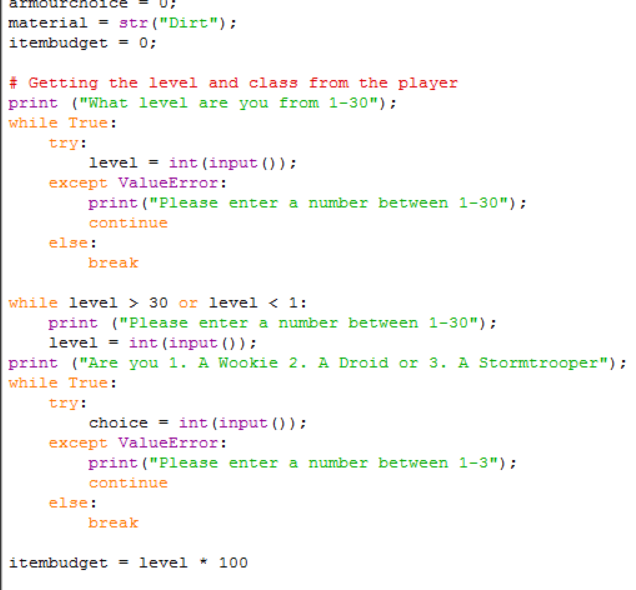 armourchoice = 0;
material = str("Dirt");
itembudget = 0;

# Getting the level and class from the player
print ("What level are you from 1-30");
while True:
    try:
        level = int(input());
    except ValueError:
        print("Please enter a number between 1-30");
        continue
    else:
        break

while level > 30 or level < 1:
    print ("Please enter a number between 1-30");
    level = int(input());
print ("Are you 1. A Wookie 2. A Droid or 3. A Stormtrooper");
while True:
    try:
        choice = int(input());
    except ValueError:
        print("Please enter a number between 1-3");
        continue
    else:
        break

itembudget = level * 100